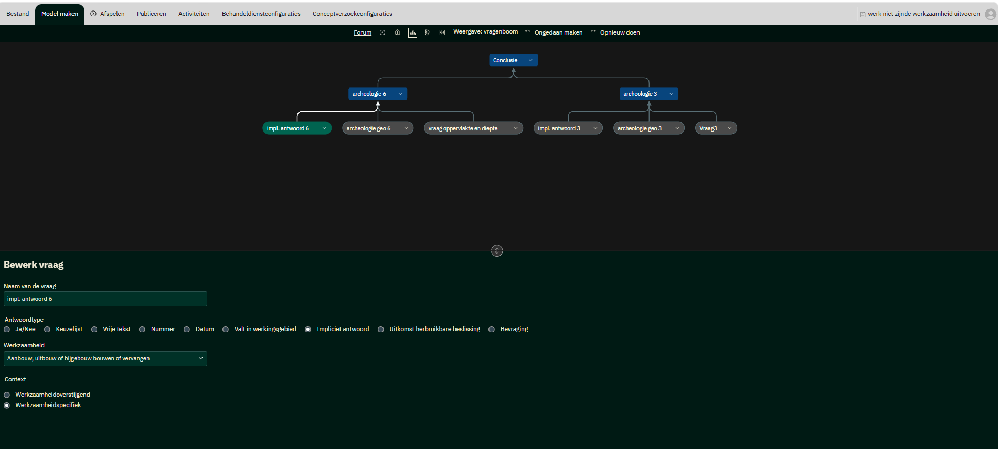 Bestand Model maken Afspelen Publiceren Activiteiten Behandeldienstconfiguraties Conceptverzoekconfiguraties werk niet zijnde werkzaamheid uitvoeren
Forum Weergave: vragenboom Ongedaan maken Opnieuw doen
Conclusie
archeologie 6 archeologie 3
impl. antwoord 6 archeologie geo 6 vraag oppervlakte en diepte impl. antwoord 3 archeologie geo 3 Vraag3
Bewerk vraag
Naam van de vraag
impl. antwoord 6
Antwoordtype
Ja/Nee Keuzelijst Vrije tekst Nummer Datum Valt in werkingsgebied Impliciet antwoord Uitkomst herbruikbare beslissing Bevraging
Werkzaamheid
Aanbouw, uitbouw of bijgebouw bouwen of vervangen
Context
Werkzaamheidoverstijgend
Werkzaamheidspecifiek